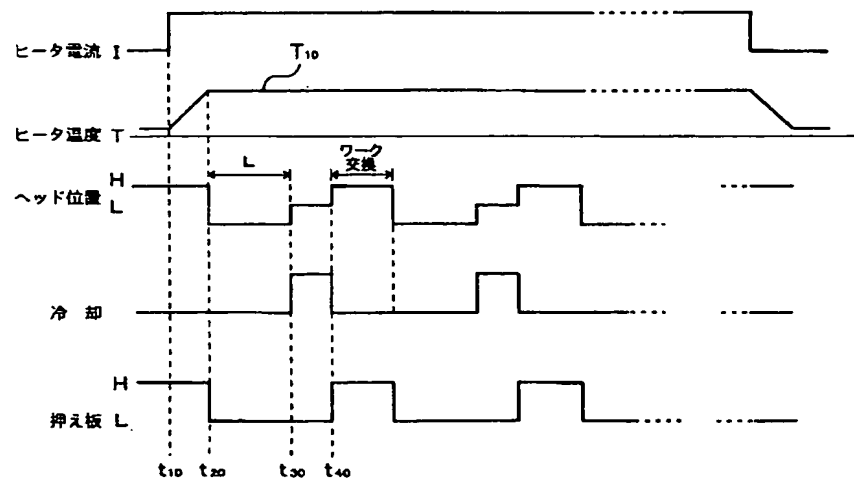 ヒータ電流 I
T10
ヒータ温度 T
L
ワーク
交換
H
ヘッド位置
L
冷 却
H
押え板 L
t10 t20 t30 t40